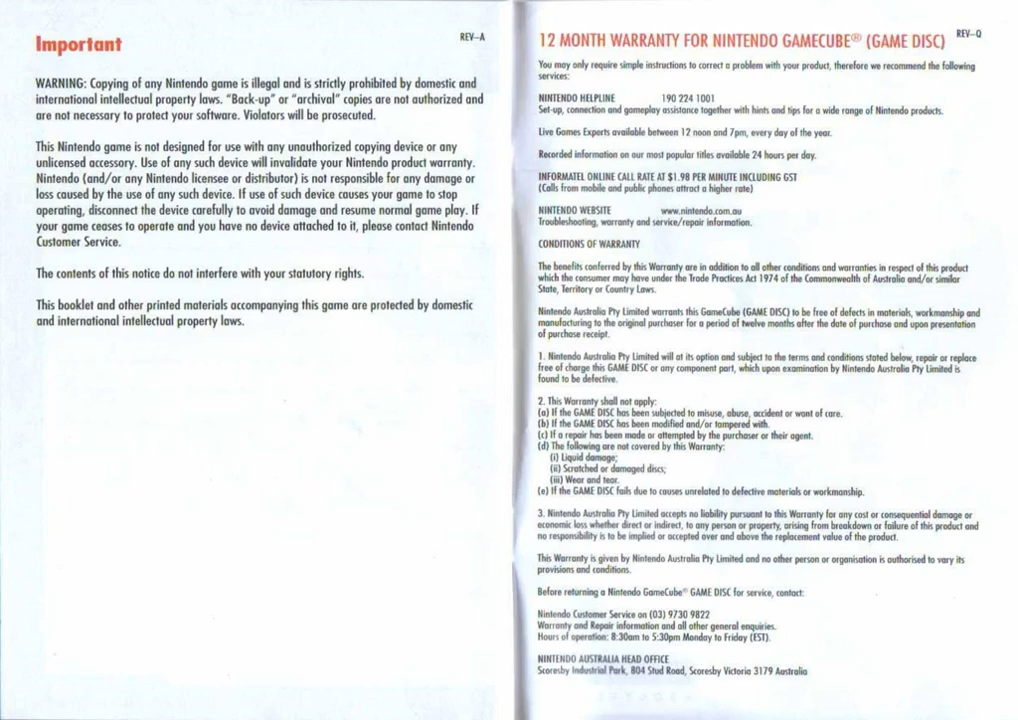 Important
REV–A
WARNING: Copying of any Nintendo game is illegal and is strictly prohibited by domestic and
international intellectual property laws. "Back-up" or "archival" copies are not authorized and
are not necessary to protect your software. Violators will be prosecuted.
This Nintendo game is not designed for use with any unauthorized copying device or any
unlicensed accessory. Use of any such device will invalidate your Nintendo product warranty.
Nintendo (and/or any Nintendo licensee or distributor) is not responsible for any damage or
loss caused by the use of any such device. If use of such device causes your game to stop
operating, disconnect the device carefully to avoid damage and resume normal game play. If
your game ceases to operate and you have no device attached to it, please contact Nintendo
Customer Service.
The contents of this notice do not interfere with your statutory rights.
This booklet and other printed materials accompanying this game are protected by domestic
and international intellectual property laws.
12 MONTH WARRANTY FOR NINTENDO GAMECUBE® (GAME DISC)
REV–Q
You may only require simple instructions to correct a problem with your product, therefore we recommend the following
services:
NINTENDO HELPLINE 190 224 1001
Set-up, connection and gameplay assistance together with hints and tips for a wide range of Nintendo products.
Live Games Experts available between 12 noon and 7pm, every day of the year.
Recorded information on our most popular titles available 24 hours per day.
INFORMATEL ONLINE CALL RATE AT $1.98 PER MINUTE INCLUDING GST
(Calls from mobile and public phones attract a higher rate)
NINTENDO WEBSITE www.nintendo.com.au
Troubleshooting, warranty and service/repair information.
CONDITIONS OF WARRANTY
The benefits conferred by this Warranty are in addition to all other conditions and warranties in respect of this product
which the consumer may have under the Trade Practices Act 1974 of the Commonwealth of Australia and/or similar
State, Territory or Country Laws.
Nintendo Australia Pty Limited warrants this GameCube (GAME DISC) to be free of defects in materials, workmanship and
manufacturing to the original purchaser for a period of twelve months after the date of purchase and upon presentation
of purchase receipt.
1. Nintendo Australia Pty Limited will at its option and subject to the terms and conditions stated below, repair or replace
free of charge this GAME DISC or any component part, which upon examination by Nintendo Australia Pty Limited is
found to be defective.
2. This Warranty shall not apply:
(a) If the GAME DISC has been subjected to misuse, abuse, accident or want of care.
(b) If the GAME DISC has been modified and/or tampered with.
(c) If a repair has been made or attempted by the purchaser or their agent.
(d) The following are not covered by this Warranty:
(i) Liquid damage;
(ii) Scratched or damaged discs;
(iii) Wear and tear.
(e) If the GAME DISC fails due to causes unrelated to defective materials or workmanship.
3. Nintendo Australia Pty Limited accepts no liability pursuant to this Warranty for any cost or consequential damage or
economic loss whether direct or indirect, to any person or property, arising from breakdown or failure of this product and
no responsibility is to be implied or accepted over and above the replacement value of the product.
This Warranty is given by Nintendo Australia Pty Limited and no other person or organisation is authorised to vary its
provisions and conditions.
Before returning a Nintendo GameCube® GAME DISC for service, contact:
Nintendo Customer Service on (03) 9730 9822
Warranty and Repair information and all other general enquiries.
Hours of operation: 8:30am to 5:30pm Monday to Friday (EST).
NINTENDO AUSTRALIA HEAD OFFICE
Scoresby Industrial Park, 804 Stud Road, Scoresby Victoria 3179 Australia